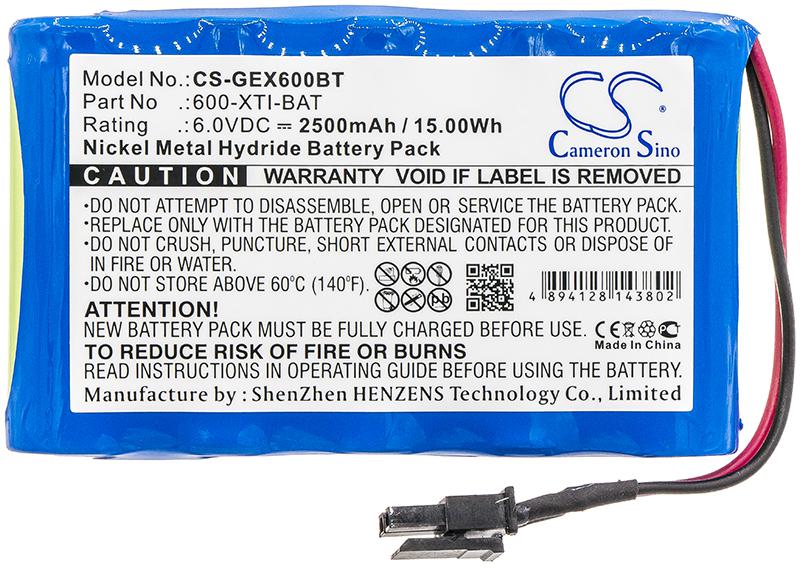 Model No.: CS-GEX600BT
Part No .: 600-XTI-BAT
Rating .: 6.0VDC ⎓ 2500mAh / 15.00Wh
Nickel Metal Hydride Battery Pack
CS
®
Cameron Sino
CAUTION WARRANTY VOID IF LABEL IS REMOVED
•DO NOT ATTEMPT TO DISASSEMBLE, OPEN OR SERVICE THE BATTERY PACK.
•REPLACE ONLY WITH THE BATTERY PACK DESIGNATED FOR THIS PRODUCT.
•DO NOT CRUSH, PUNCTURE, SHORT EXTERNAL CONTACTS OR DISPOSE
IN FIRE OR WATER.
•DO NOT STORE ABOVE 60°C (140°F).
Pb
4 894128 143802
ATTENTION!
NEW BATTERY PACK MUST BE FULLY CHARGED BEFORE USE
TO REDUCE RISK OF FIRE OR BURNS
READ INSTRUCTIONS IN OPERATING GUIDE BEFORE USING THE BATTERY.
CE
Made In China
Manufacture by : ShenZhen HENZENS Technology Co., Limited